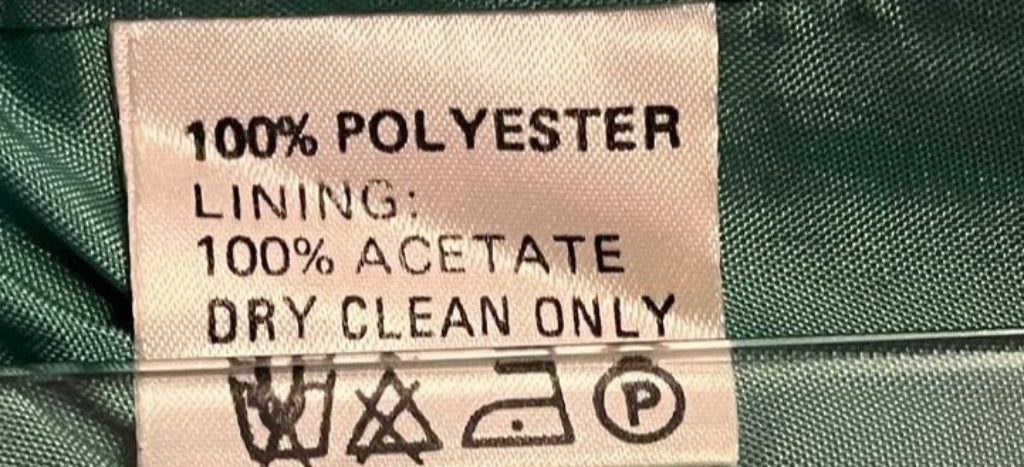 100% POLYESTER
LINING:
100% ACETATE
DRY CLEAN ONLY
P